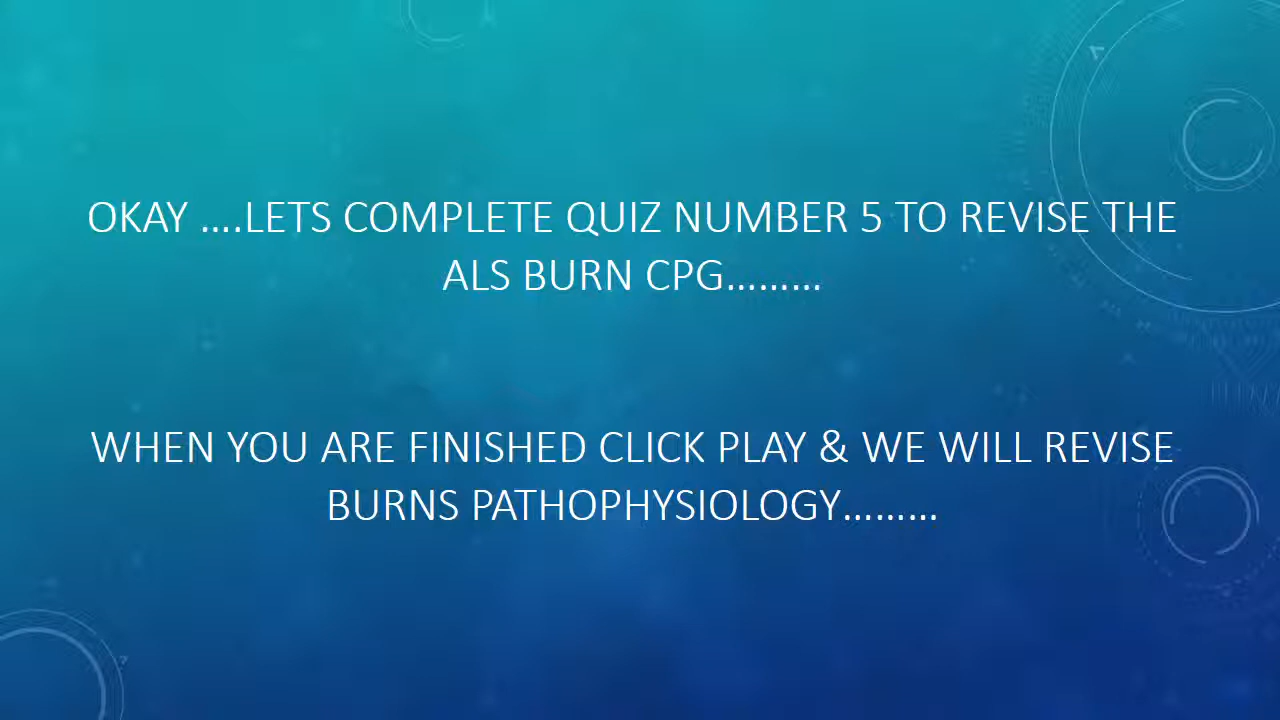 OKAY ....LETS COMPLETE QUIZ NUMBER 5 TO REVISE THE
ALS BURN CPG.........
WHEN YOU ARE FINISHED CLICK PLAY & WE WILL REVISE
BURNS PATHOPHYSIOLOGY.........